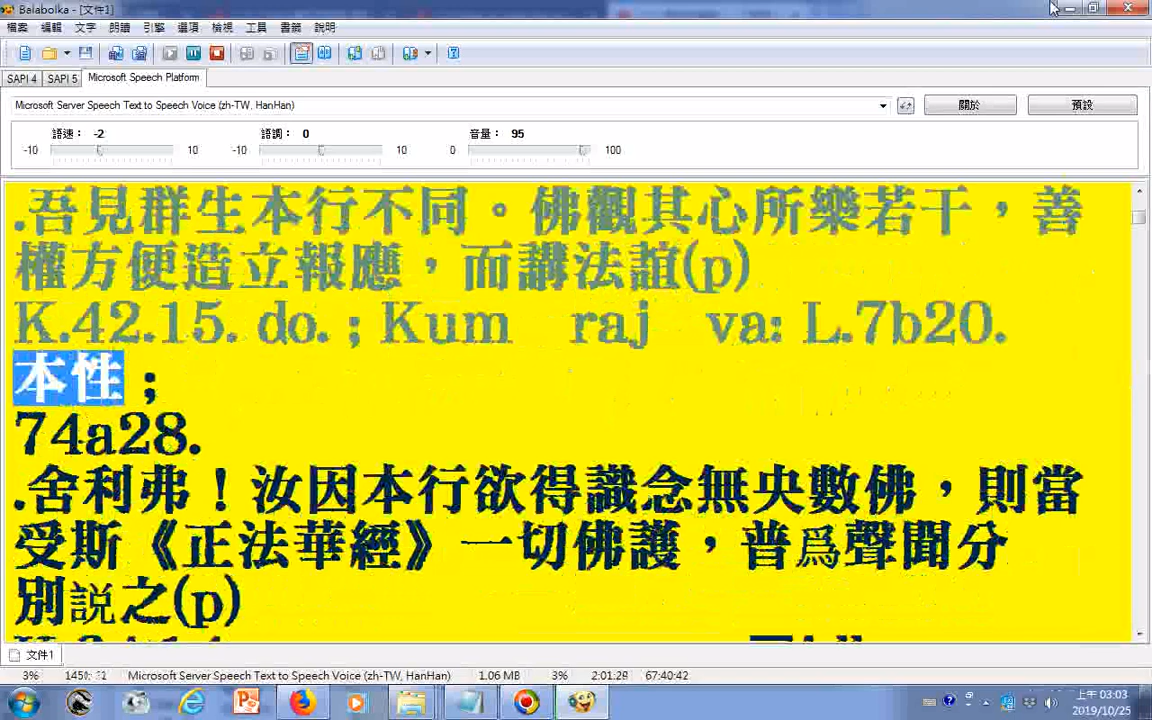 Balabolka - [文件1]
檔案 編輯 文字 朗讀 引擎 選項 檢視 工具 書籤 說明
SAPI 4 SAPI 5 Microsoft Speech Platform
Microsoft Server Speech Text to Speech Voice (zh-TW, HanHan) 關於 預設
語速： -2 語調： 0 音量： 95
-10 10 -10 10 0 100
.吾見群生本行不同。佛觀其心所樂若干，善
權方便造立報應，而講法誼(p)
K.42.15. do. ; Kum raj va: L.7b20.
本性；
74a28.
.舍利弗！汝因本行欲得識念無央數佛，則當
受斯《正法華經》一切佛護，普爲聲聞分
別説之(p)
文件1
3% Microsoft Server Speech Text to Speech Voice (zh-TW, HanHan) 1.06 MB 3% 2:01:28 67:40:42
上午 03:03
2019/10/25